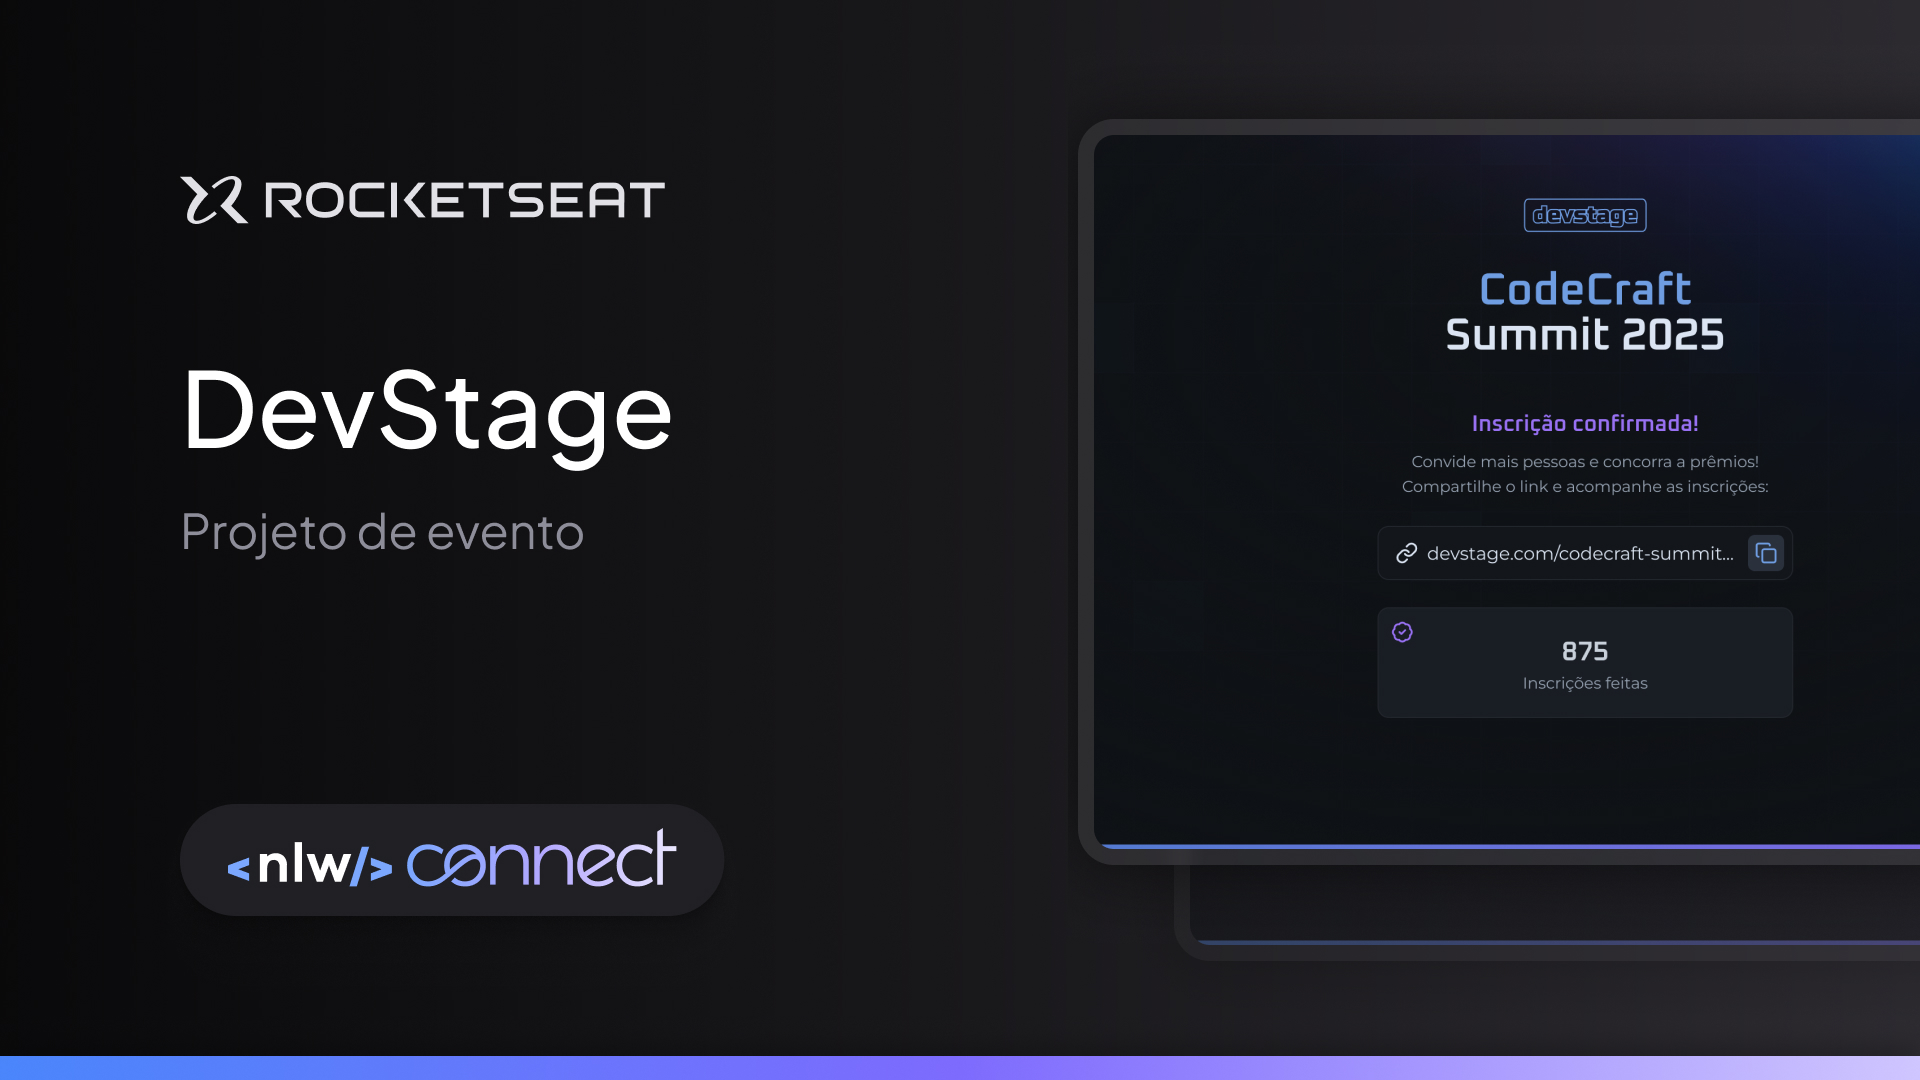 ROCKETSEAT
DevStage
Projeto de evento
<nlw/> connect
devstage
CodeCraft
Summit 2025
Inscrição confirmada!
Convide mais pessoas e concorra a prêmios!
Compartilhe o link e acompanhe as inscrições:
devstage.com/codecraft-summit...
875
Inscrições feitas